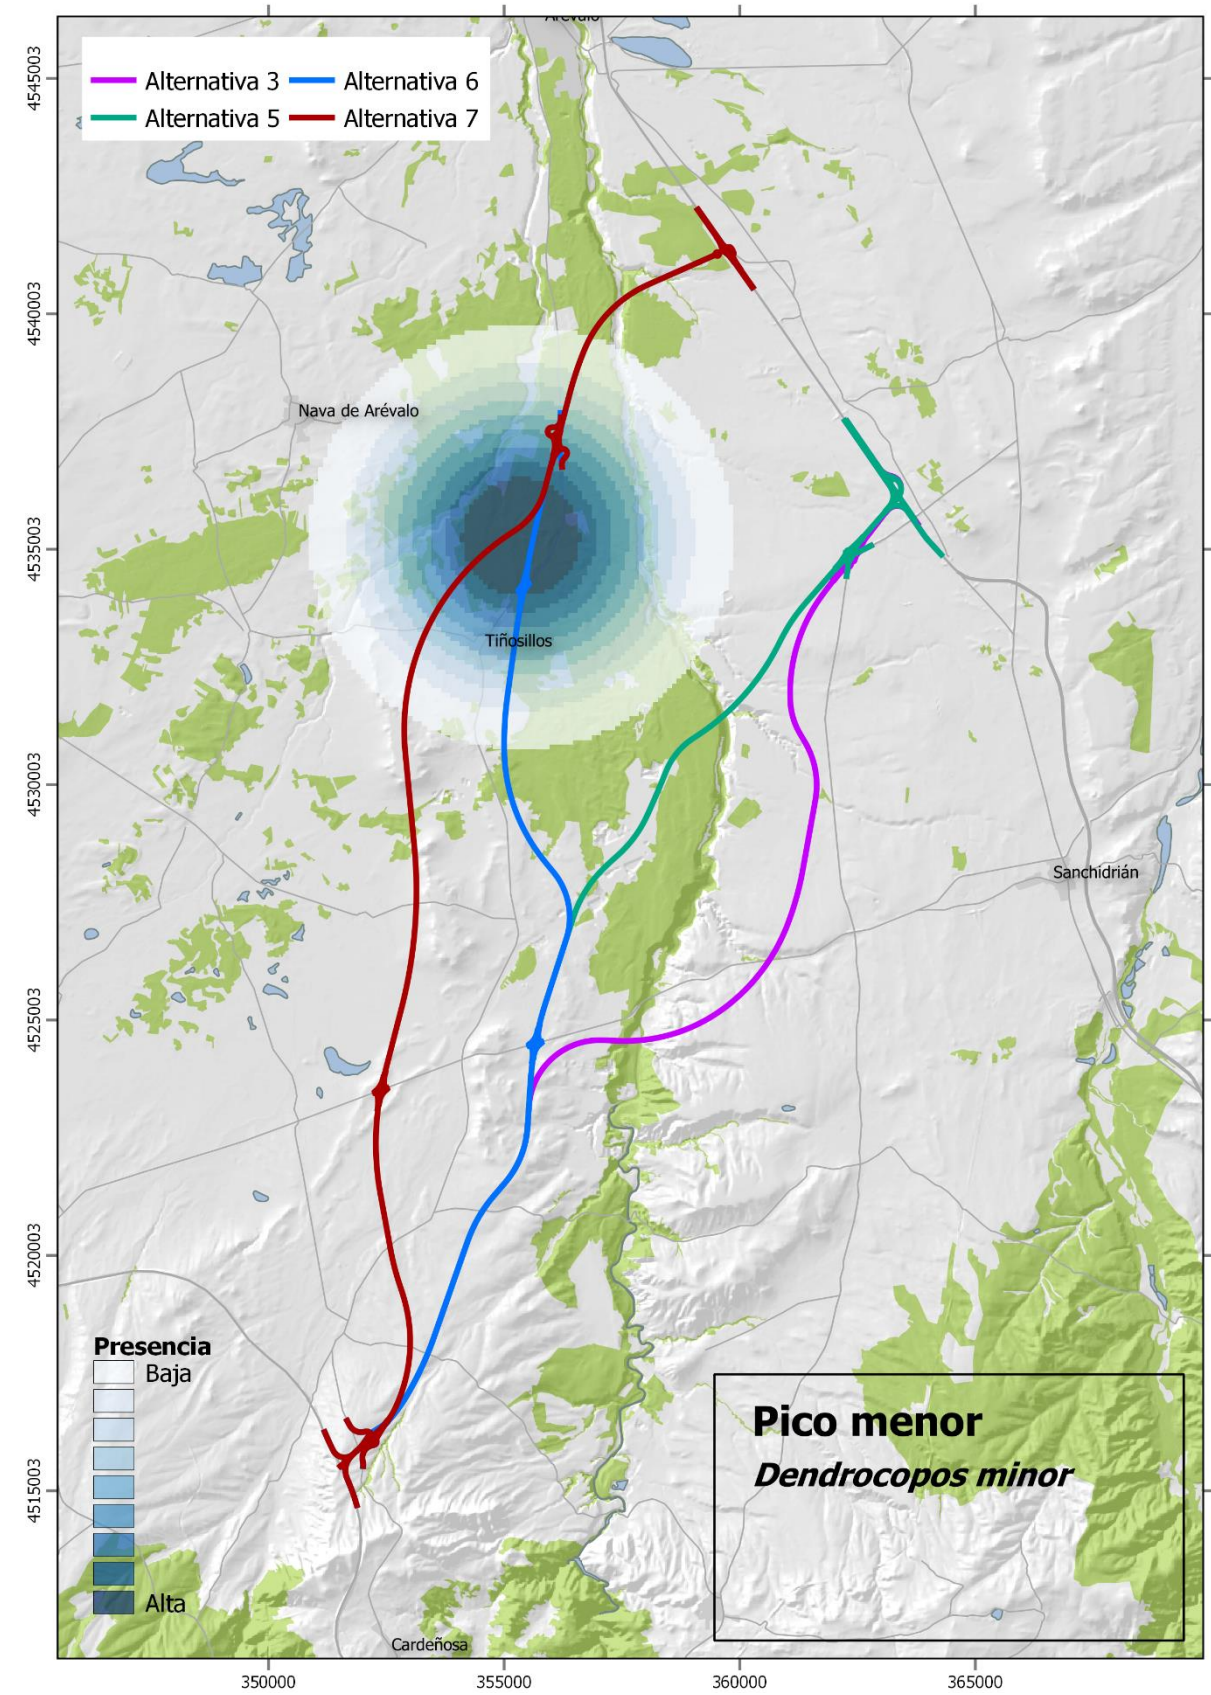 Arévalo
Alternativa 3 Alternativa 6
Alternativa 5 Alternativa 7
4545003
4540003
Nava de Arévalo
4535003
Tiñosillos
4530003
Sanchidrián
4525003
4520003
Presencia
Baja
Alta
Pico menor
Dendrocopos minor
4515003
Cardeñosa
350000 355000 360000 365000